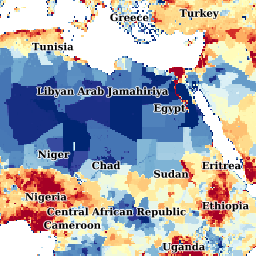 Greece
Turkey
Tunisia
Libyan Arab Jamahiriya
Egypt
Niger
Chad
Sudan
Eritrea
Nigeria
Central African Republic
Ethiopia
Cameroon
Uganda